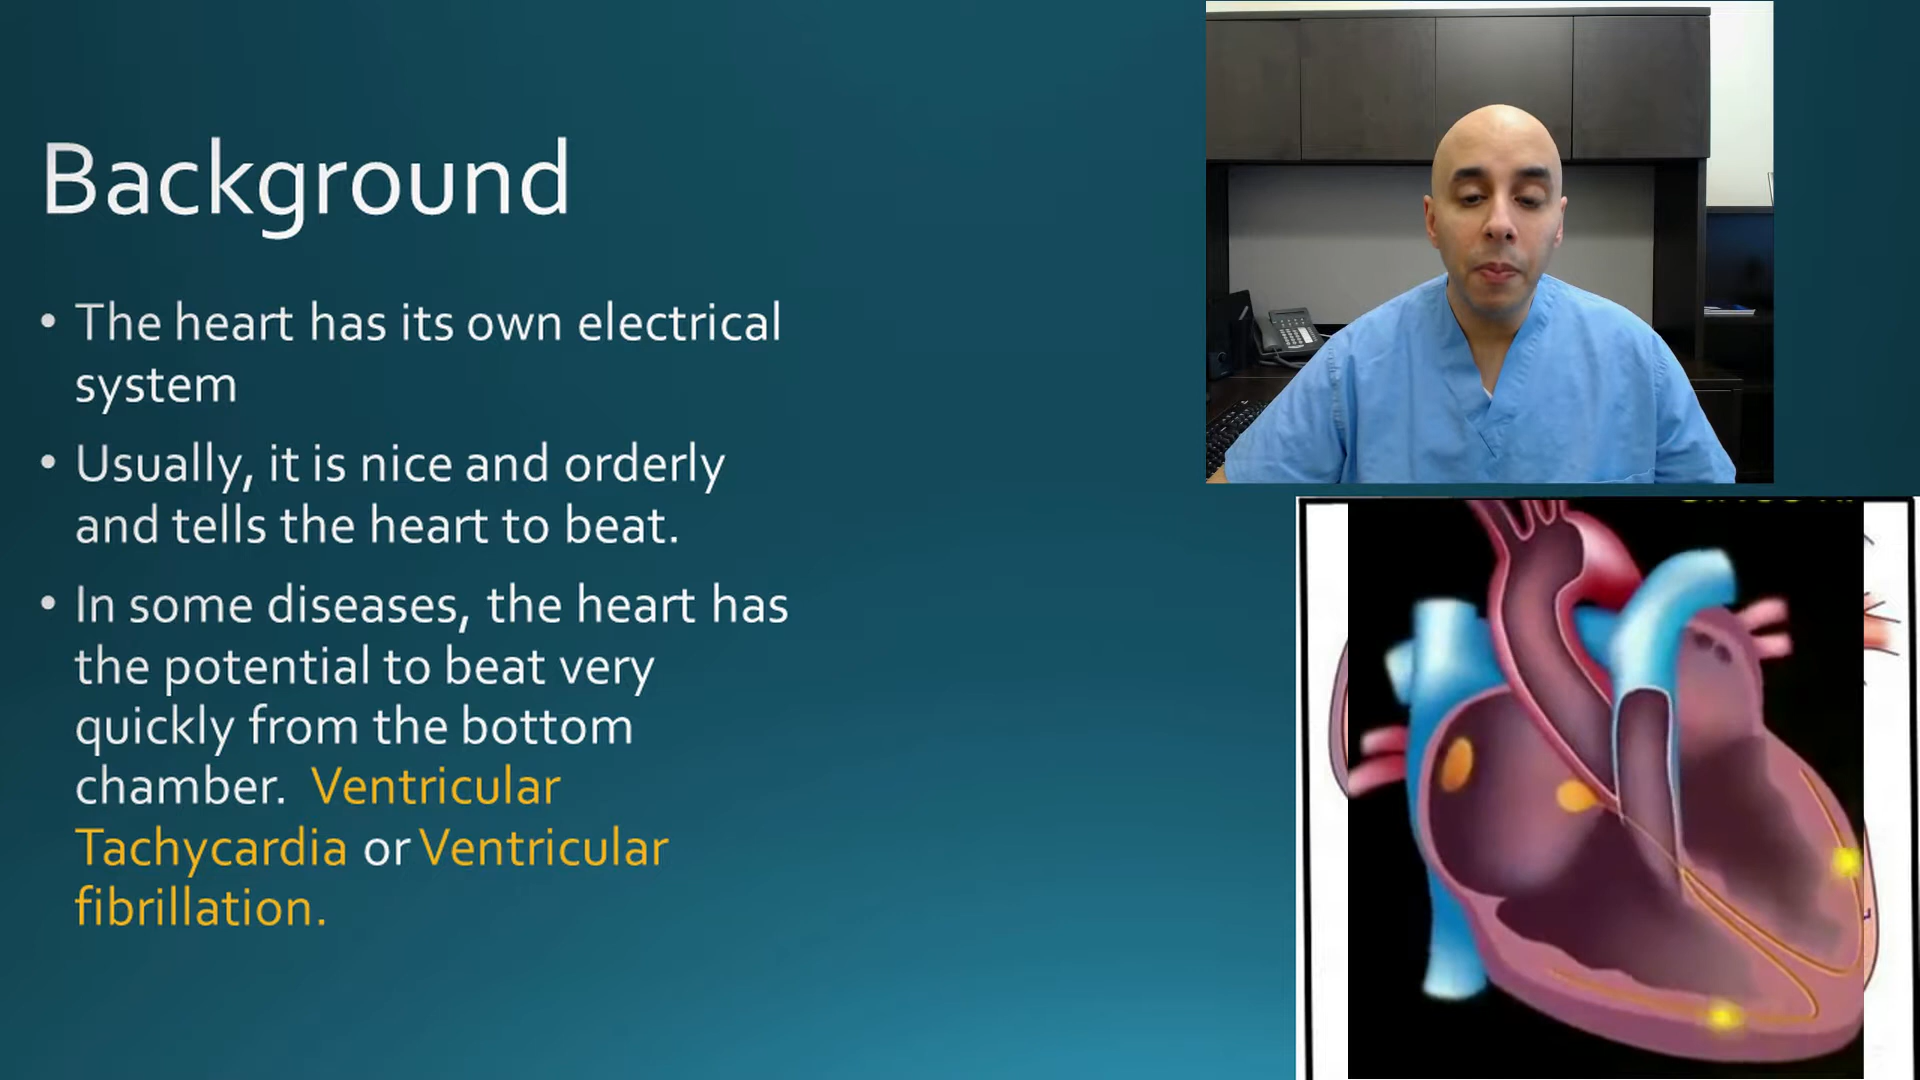 Background
• The heart has its own electrical
system
• Usually, it is nice and orderly
and tells the heart to beat.
• In some diseases, the heart has
the potential to beat very
quickly from the bottom
chamber. Ventricular
Tachycardia or Ventricular
fibrillation.